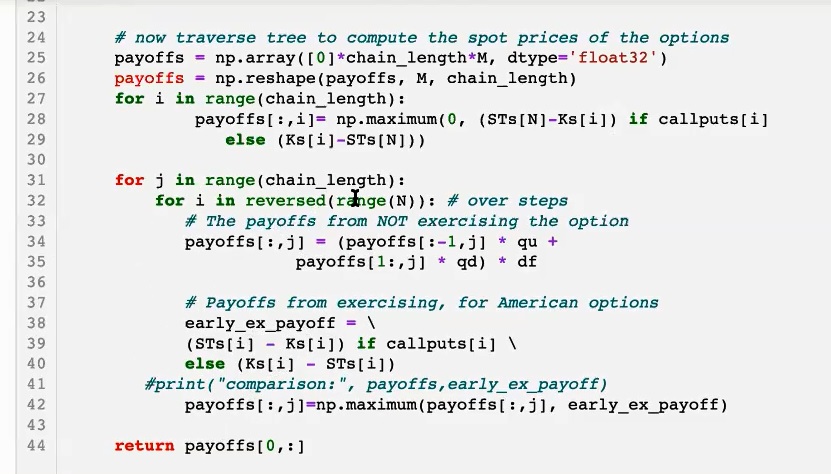 23
24 # now traverse tree to compute the spot prices of the options
25 payoffs = np.array([0]*chain_length*M, dtype='float32')
26 payoffs = np.reshape(payoffs, M, chain_length)
27 for i in range(chain_length):
28 payoffs[:,i]= np.maximum(0, (STs[N]-Ks[i]) if callputs[i]
29 else (Ks[i]-STs[N]))
30
31 for j in range(chain_length):
32 for i in reversed(range(N)): # over steps
33 # The payoffs from NOT exercising the option
34 payoffs[:,j] = (payoffs[:-1,j] * qu +
35 payoffs[1:,j] * qd) * df
36
37 # Payoffs from exercising, for American options
38 early_ex_payoff = \
39 (STs[i] - Ks[i]) if callputs[i] \
40 else (Ks[i] - STs[i])
41 #print("comparison:", payoffs,early_ex_payoff)
42 payoffs[:,j]=np.maximum(payoffs[:,j], early_ex_payoff)
43
44 return payoffs[0,:]